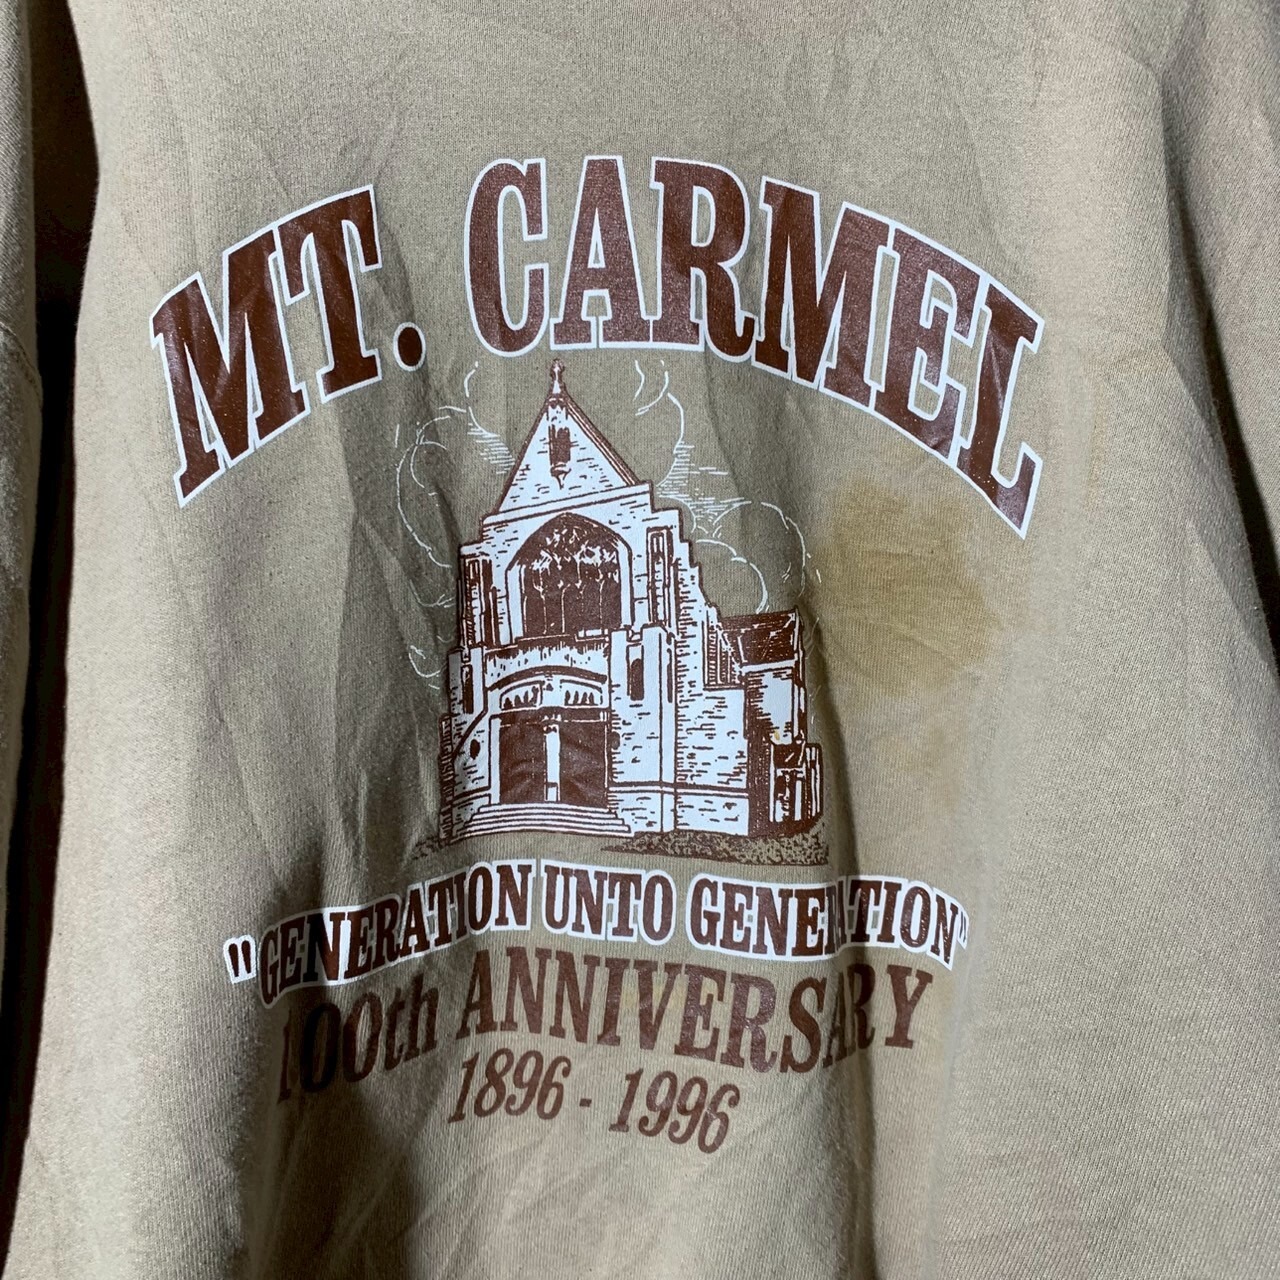 MT. CARMEL
"GENERATION UNTO GENERATION"
100th ANNIVERSARY
1896 - 1996